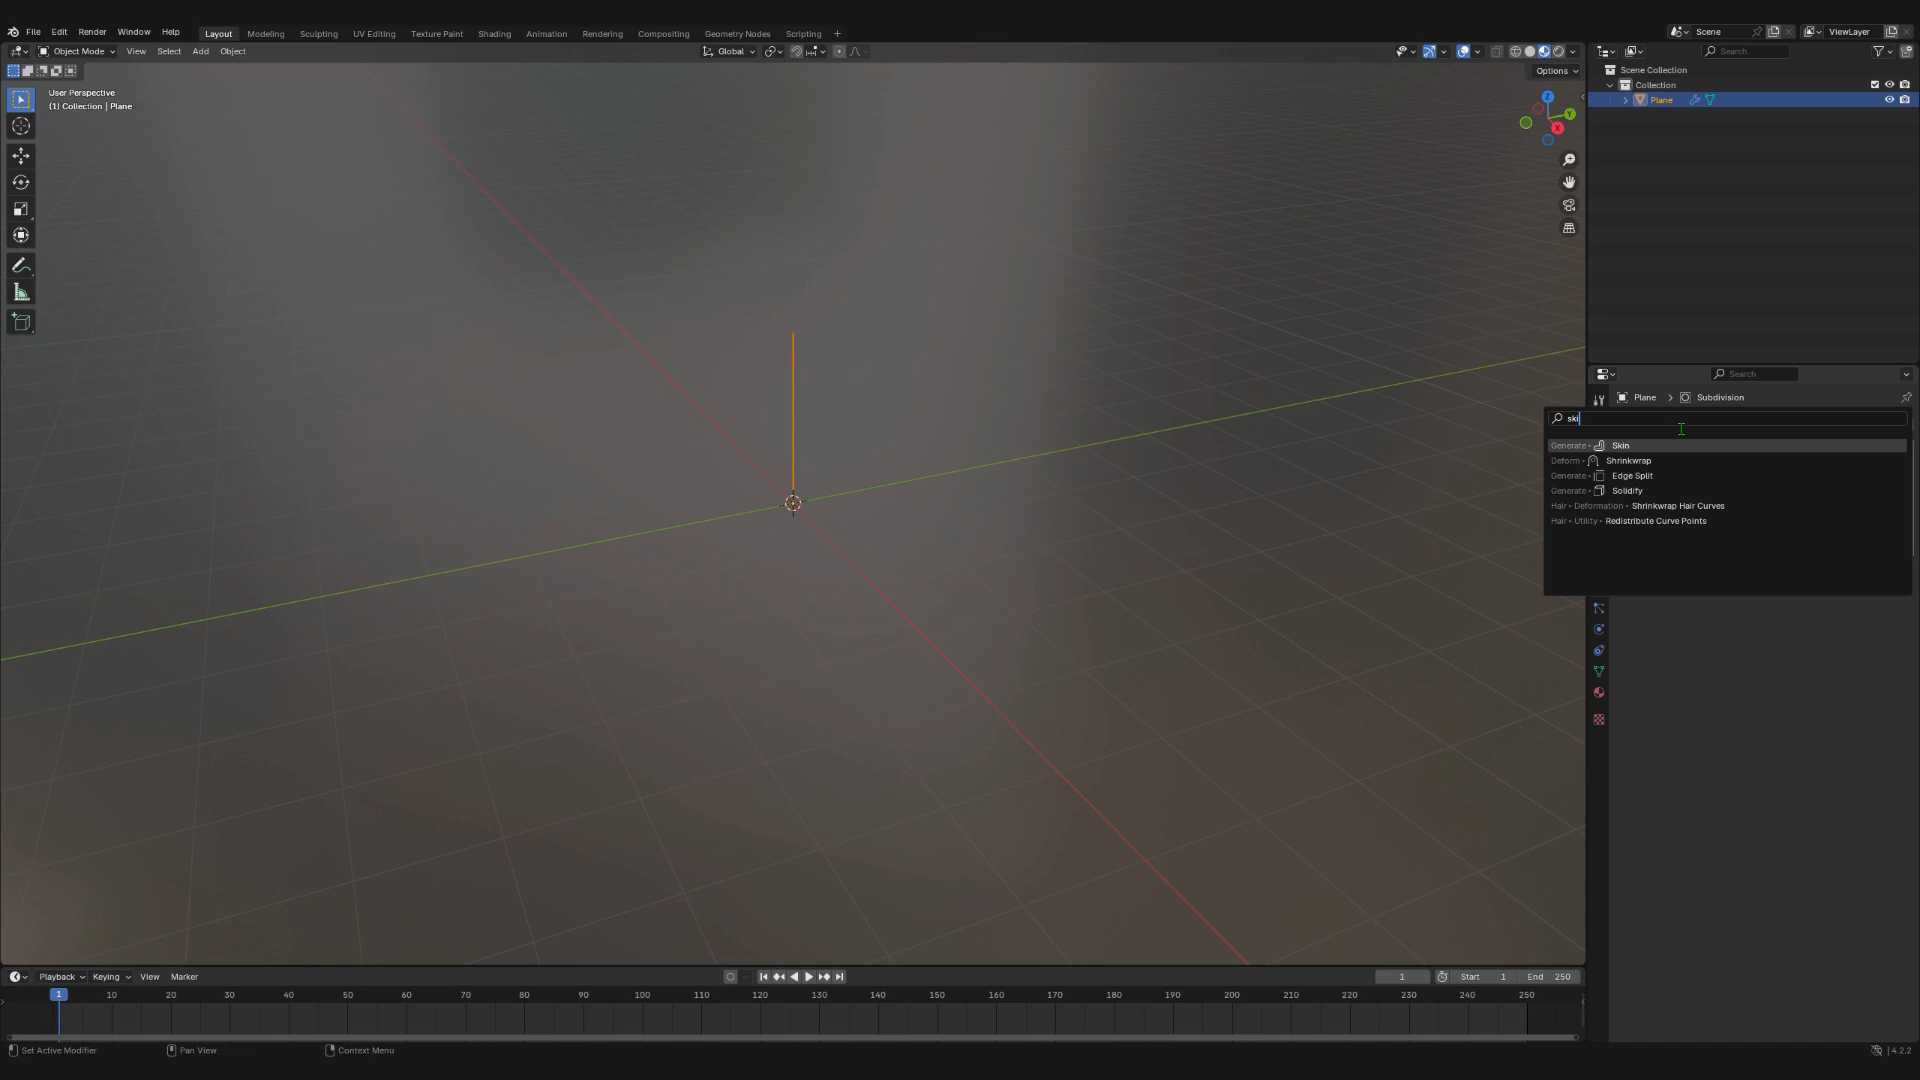 File Edit Render Window Help Layout Modeling Sculpting UV Editing Texture Paint Shading Animation Rendering Compositing Geometry Nodes Scripting + Scene ViewLayer
Object Mode View Select Add Object Global Search
Options
Scene Collection
Collection
Plane
User Perspective
(1) Collection | Plane
Z
Y
X
Search
Plane > Subdivision
ski
Generate • Skin
Deform • Shrinkwrap
Generate • Edge Split
Generate • Solidify
Hair • Deformation • Shrinkwrap Hair Curves
Hair • Utility • Redistribute Curve Points
Playback Keying View Marker 1 Start 1 End 250
1 10 20 30 40 50 60 70 80 90 100 110 120 130 140 150 160 170 180 190 200 210 220 230 240 250
Set Active Modifier Pan View Context Menu 4.2.2